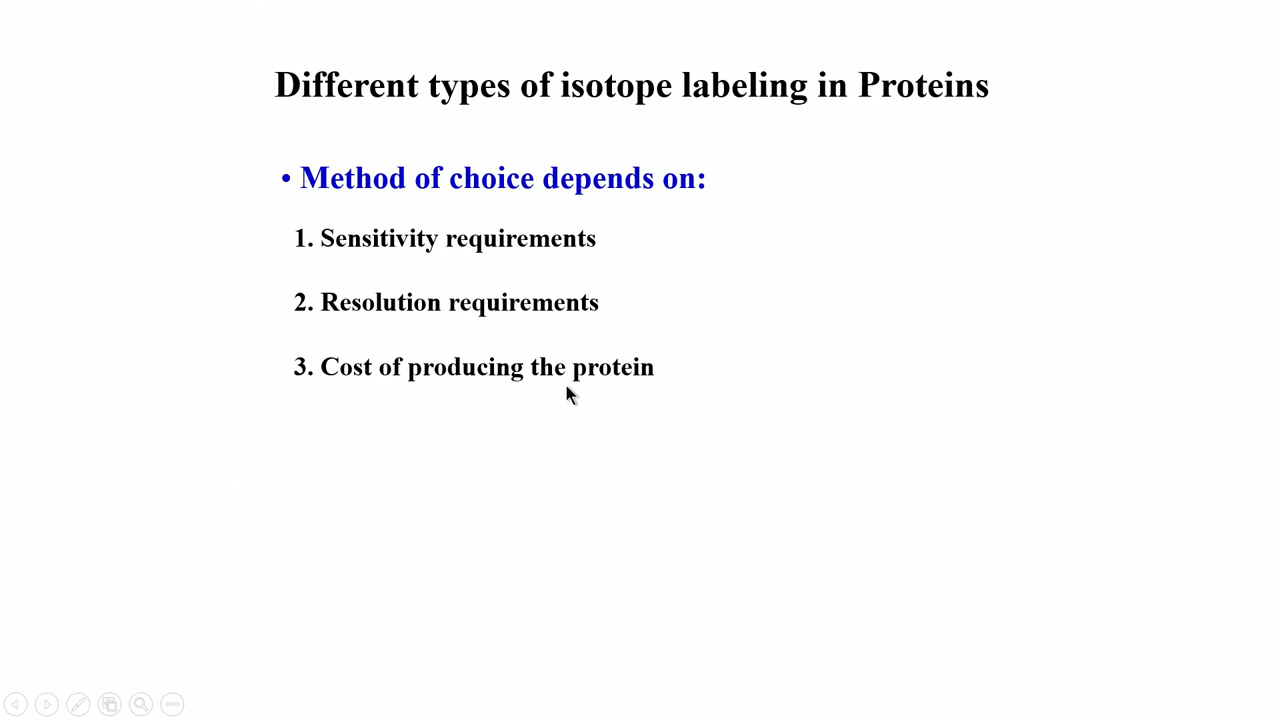 Different types of isotope labeling in Proteins
• Method of choice depends on:
1. Sensitivity requirements
2. Resolution requirements
3. Cost of producing the protein